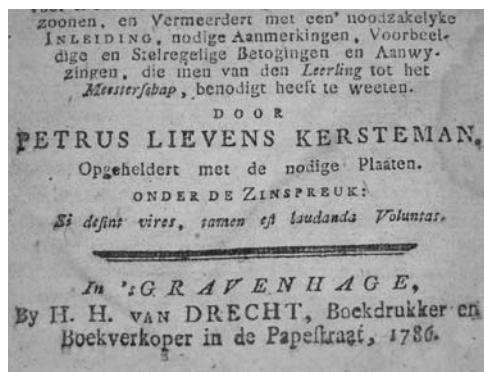 zoonen, en Vermeerdert met een' noodzakelyke
INLEIDING, nodige Aanmerkingen, Voorbeel-
dige en Stelregelige Betogingen en Aanwy-
zingen, die men van den Leerling tot het
Meesterſchap, benodigt heeft te weeten.
DOOR
PETRUS LIEVENS KERSTEMAN,
Opgeheldert met de nodige Plaaten.
ONDER DE ZINSPREUK:
Si deſint vires, tamen eſt laudanda Voluntas.
In 's GRAVENHAGE,
By H. H. VAN DRECHT, Boekdrukker en
Boekverkoper in de Papeſtraat, 1786.